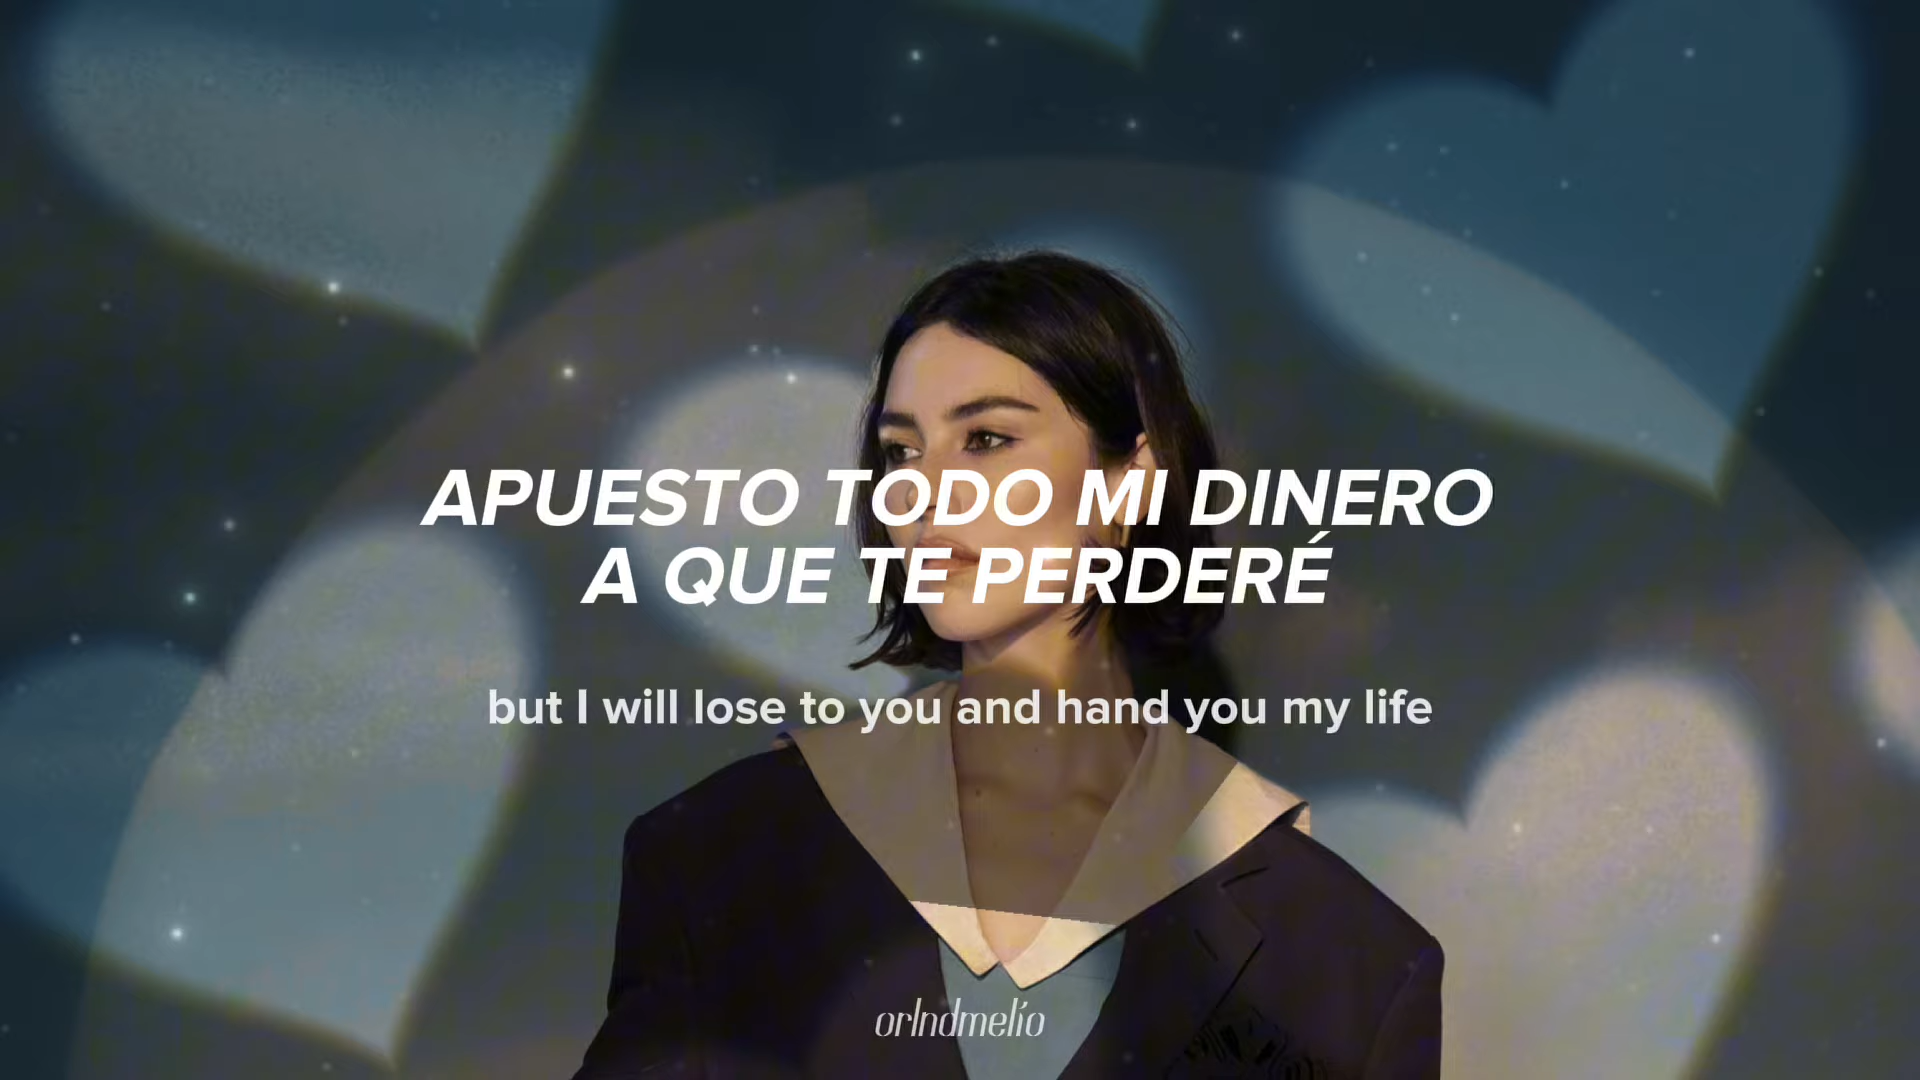 APUESTO TODO MI DINERO
A QUE TE PERDERÉ
but I will lose to you and hand you my life
orlndmelío